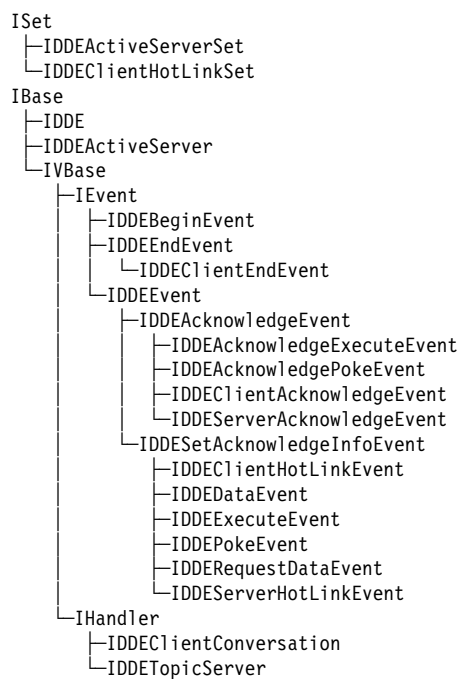 ISet
IDDEActiveServerSet
IDDEClientHotLinkSet
IBase
IDDE
IDDEActiveServer
IVBase
IEvent
IDDEBeginEvent
IDDEEndEvent
IDDEClientEndEvent
IDDEEvent
IDDEAcknowledgeEvent
IDDEAcknowledgeExecuteEvent
IDDEAcknowledgePokeEvent
IDDEClientAcknowledgeEvent
IDDEServerAcknowledgeEvent
IDDESetAcknowledgeInfoEvent
IDDEClientHotLinkEvent
IDDEDataEvent
IDDEExecuteEvent
IDDEPokeEvent
IDDERequestDataEvent
IDDEServerHotLinkEvent
IHandler
IDDEClientConversation
IDDETopicServer